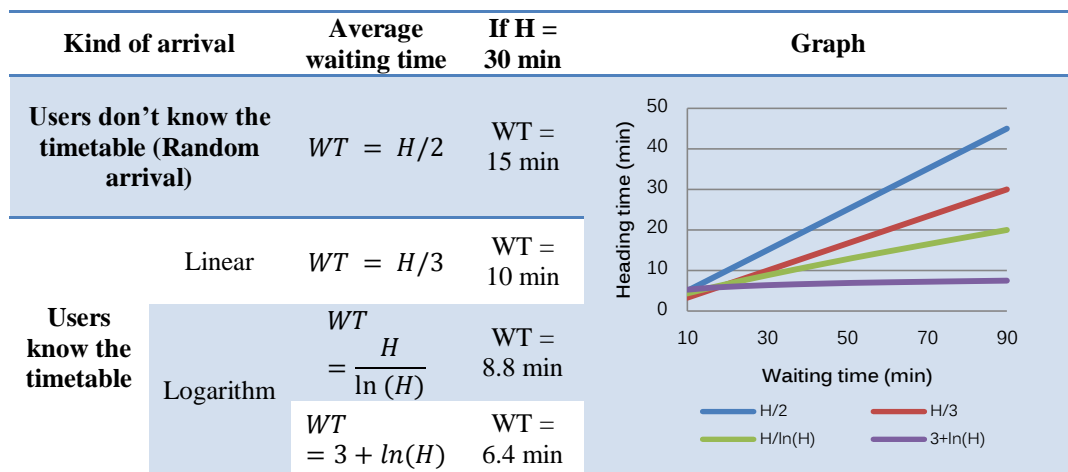 Kind of arrival
Average
waiting time
If H =
30 min
Graph
Users don't know the
timetable (Random
arrival)
WT = H/2
WT =
15 min
Users
know the
timetable
Linear
WT = H/3
WT =
10 min
Logarithm
WT
= H / ln (H)
WT =
8.8 min
WT
= 3 + ln(H)
WT =
6.4 min
Heading time (min)
50
40
30
20
10
0
10 30 50 70 90
Waiting time (min)
H/2 H/3
H/ln(H) 3+ln(H)